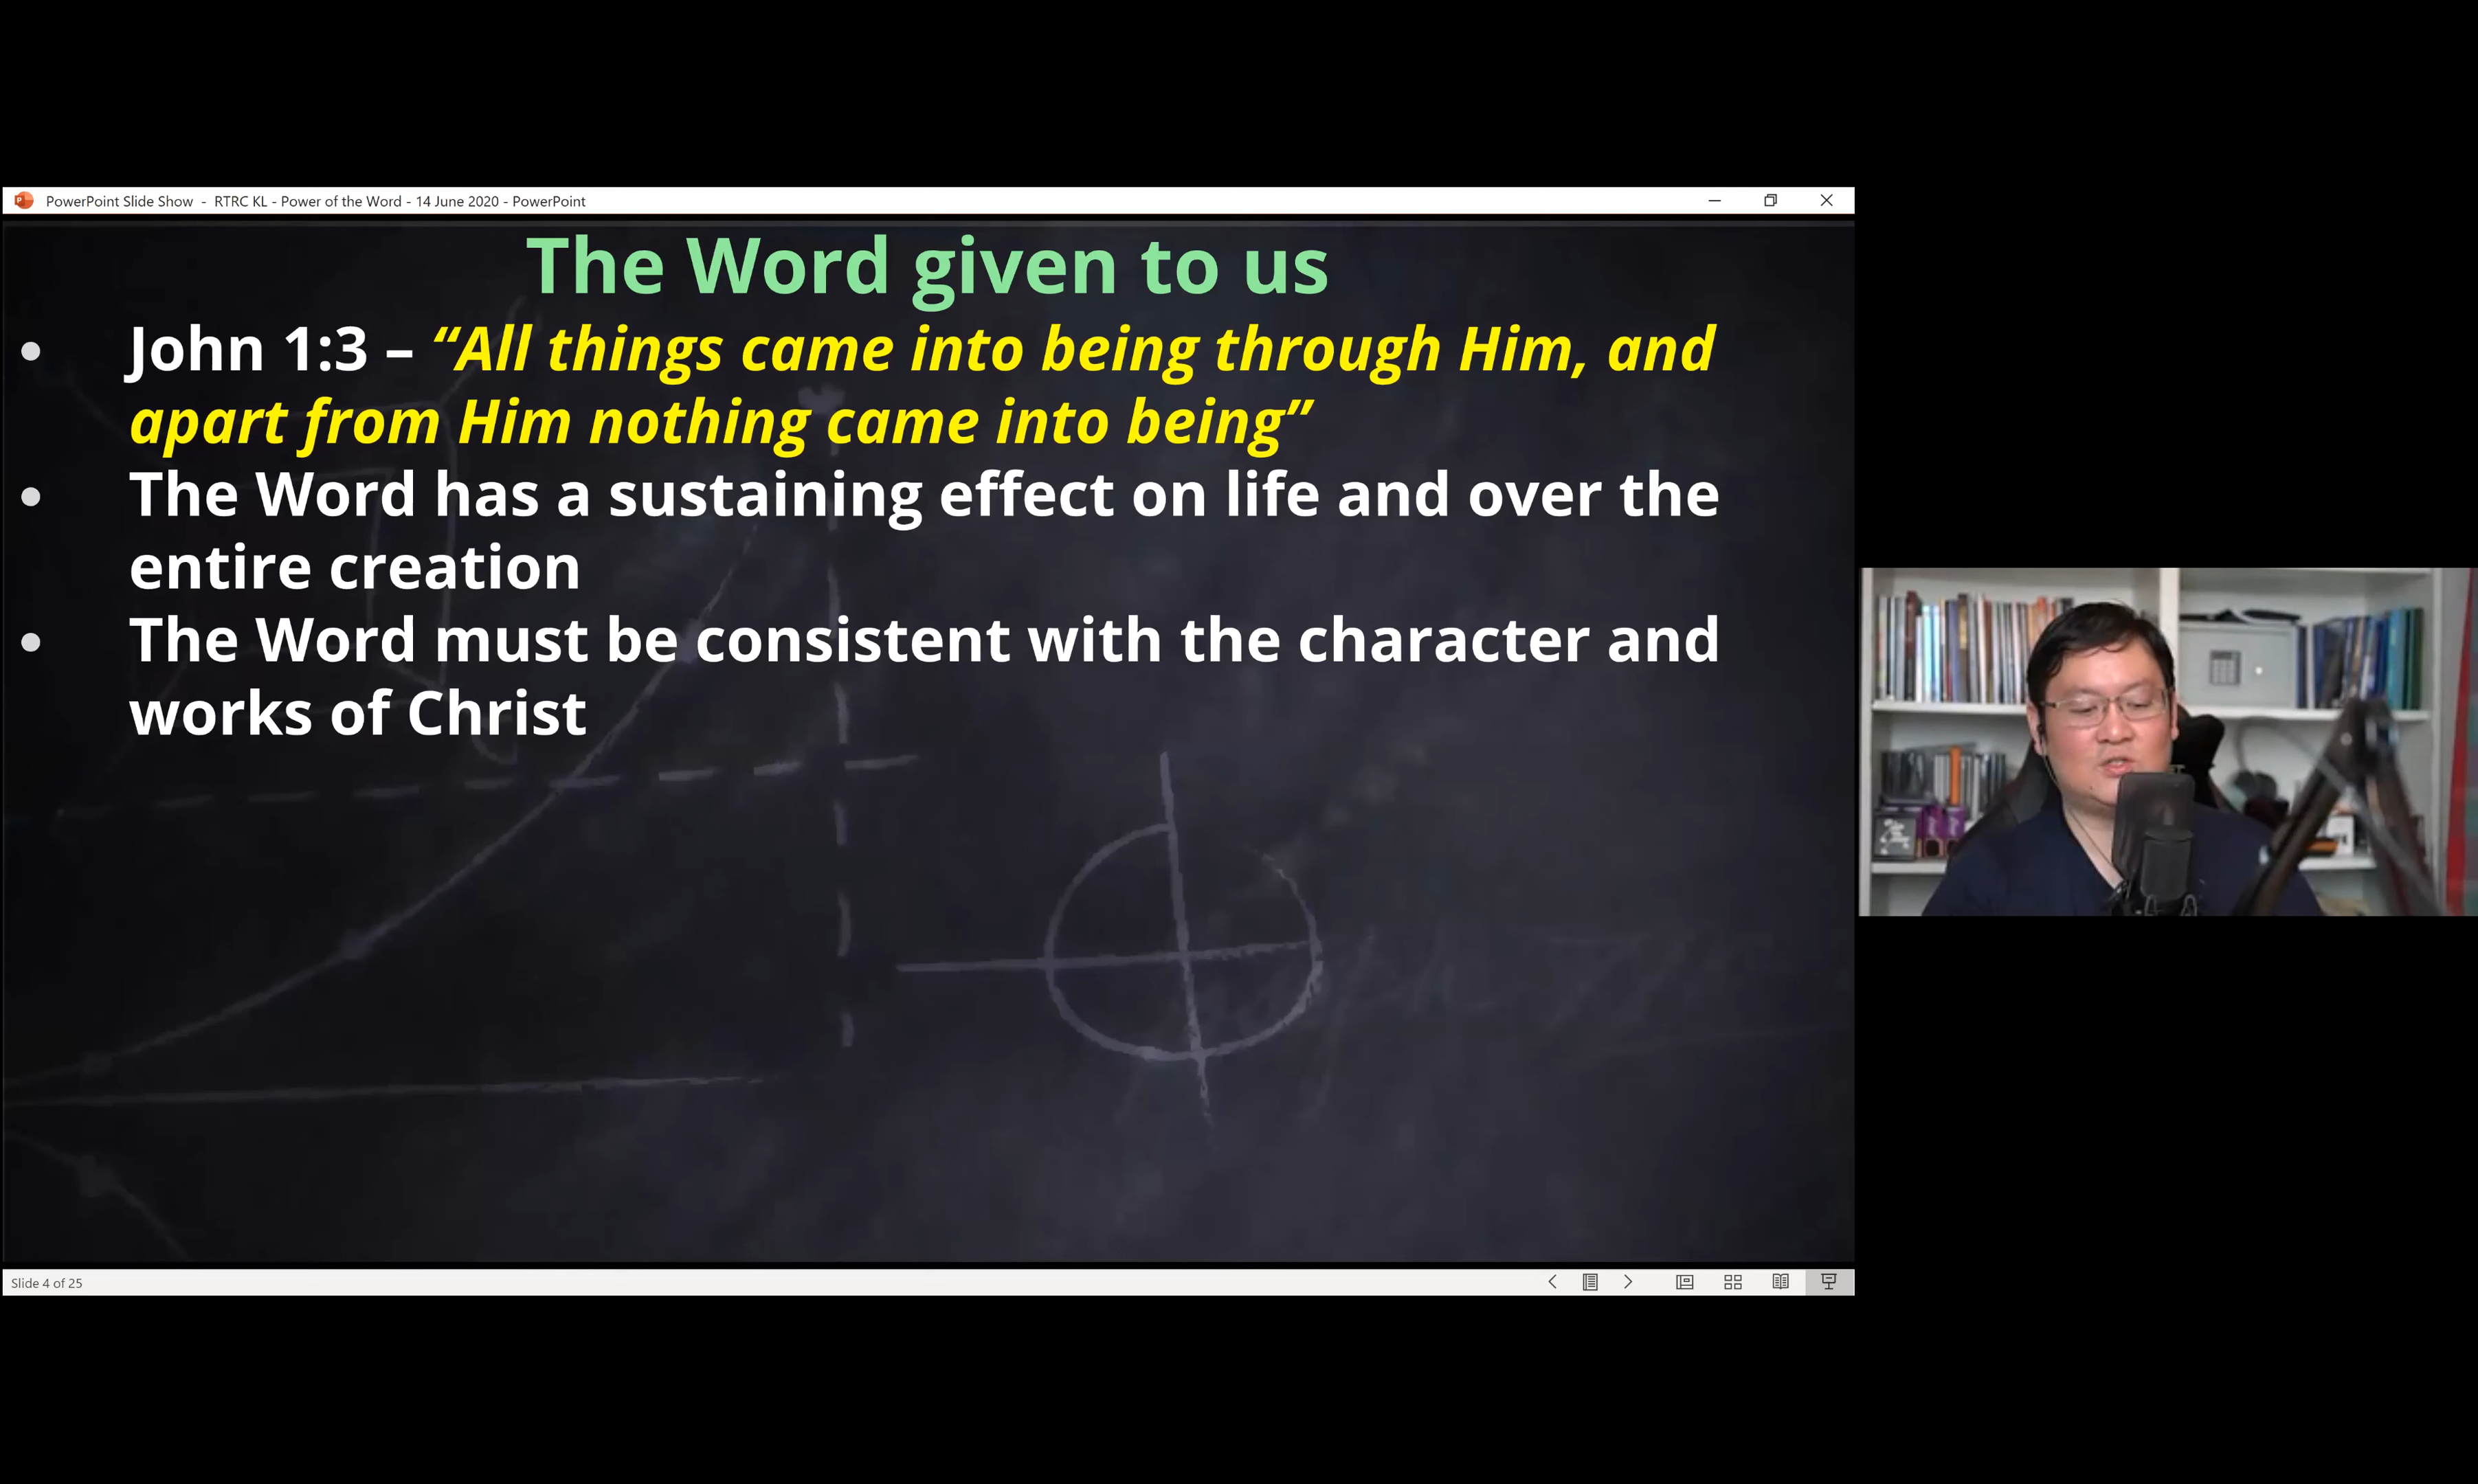 PowerPoint Slide Show - RTRC KL - Power of the Word - 14 June 2020 - PowerPoint
The Word given to us
• John 1:3 – “All things came into being through Him, and
apart from Him nothing came into being”
• The Word has a sustaining effect on life and over the
entire creation
• The Word must be consistent with the character and
works of Christ
Slide 4 of 25